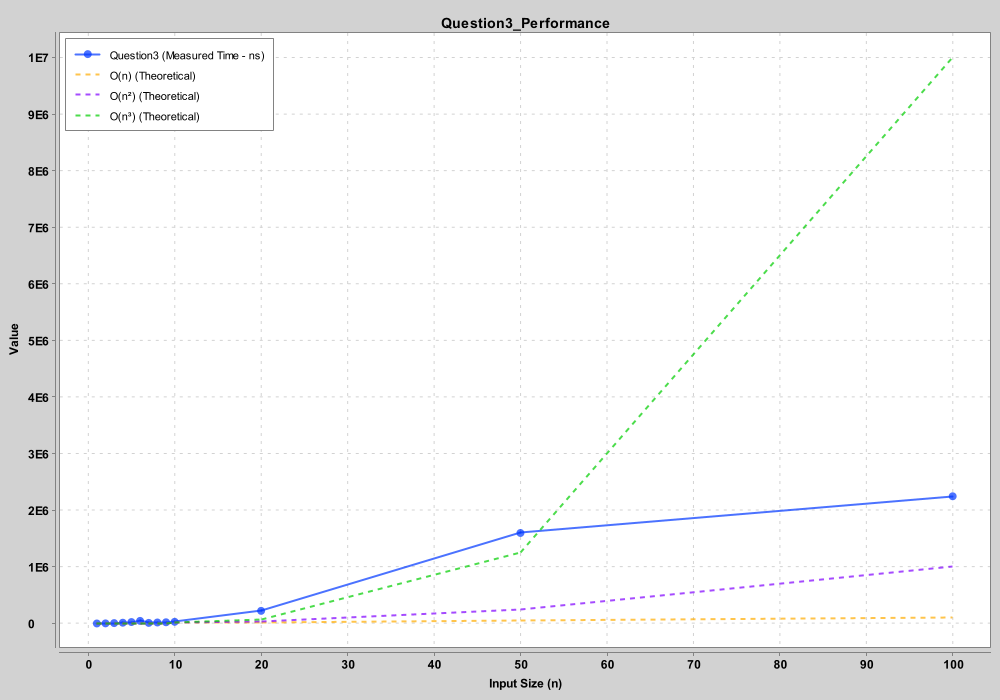 Question3_Performance
Question3 (Measured Time - ns)
O(n) (Theoretical)
O(n²) (Theoretical)
O(n³) (Theoretical)
1E7
9E6
8E6
7E6
6E6
5E6
4E6
3E6
2E6
1E6
0
Value
0 10 20 30 40 50 60 70 80 90 100
Input Size (n)